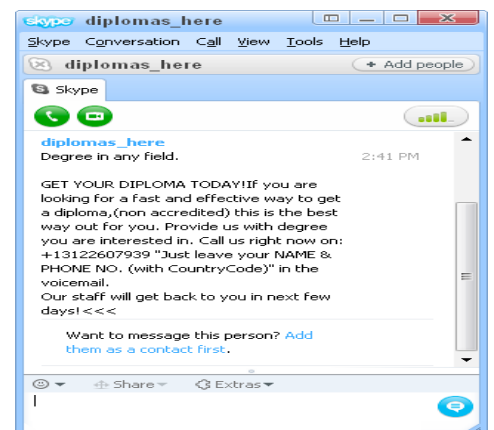 skype diplomas_here
Skype Conversation Call View Tools Help
diplomas_here + Add people
Skype
diplomas_here
Degree in any field. 2:41 PM
GET YOUR DIPLOMA TODAY!If you are
looking for a fast and effective way to get
a diploma,(non accredited) this is the best
way out for you. Provide us with degree
you are interested in. Call us right now on:
+13122607939 "Just leave your NAME &
PHONE NO. (with CountryCode)" in the
voicemail.
Our staff will get back to you in next few
days!<<<
Want to message this person? Add
them as a contact first.
Share Extras